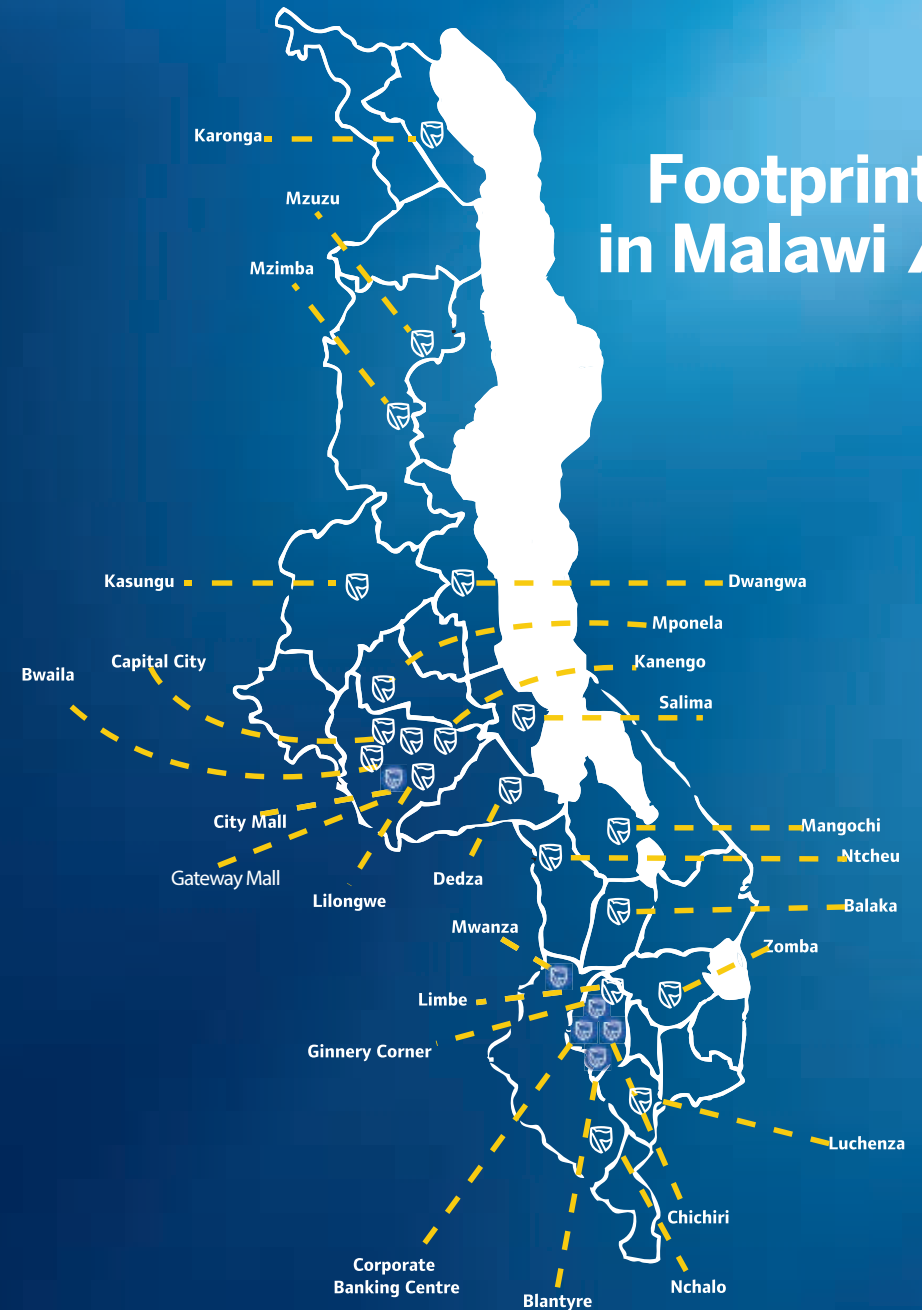 Footprint
in Malawi
Karonga
Mzuzu
Mzimba
Kasungu
Dwangwa
Mponela
Kanengo
Capital City
Bwaila
Salima
City Mall
Mangochi
Ntcheu
Gateway Mall
Dedza
Lilongwe
Balaka
Mwanza
Zomba
Limbe
Ginnery Corner
Luchenza
Chichiri
Corporate
Banking Centre
Nchalo
Blantyre